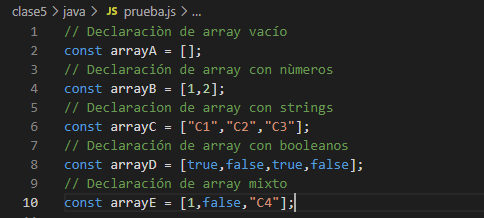 clase5 > java > JS prueba.js > ...
1 // Declaraciòn de array vacío
2 const arrayA = [];
3 // Declaración de array con nùmeros
4 const arrayB = [1,2];
5 // Declaración de array con strings
6 const arrayC = ["C1","C2","C3"];
7 // Declaración de array con booleanos
8 const arrayD = [true,false,true,false];
9 // Declaración de array mixto
10 const arrayE = [1,false,"C4"];